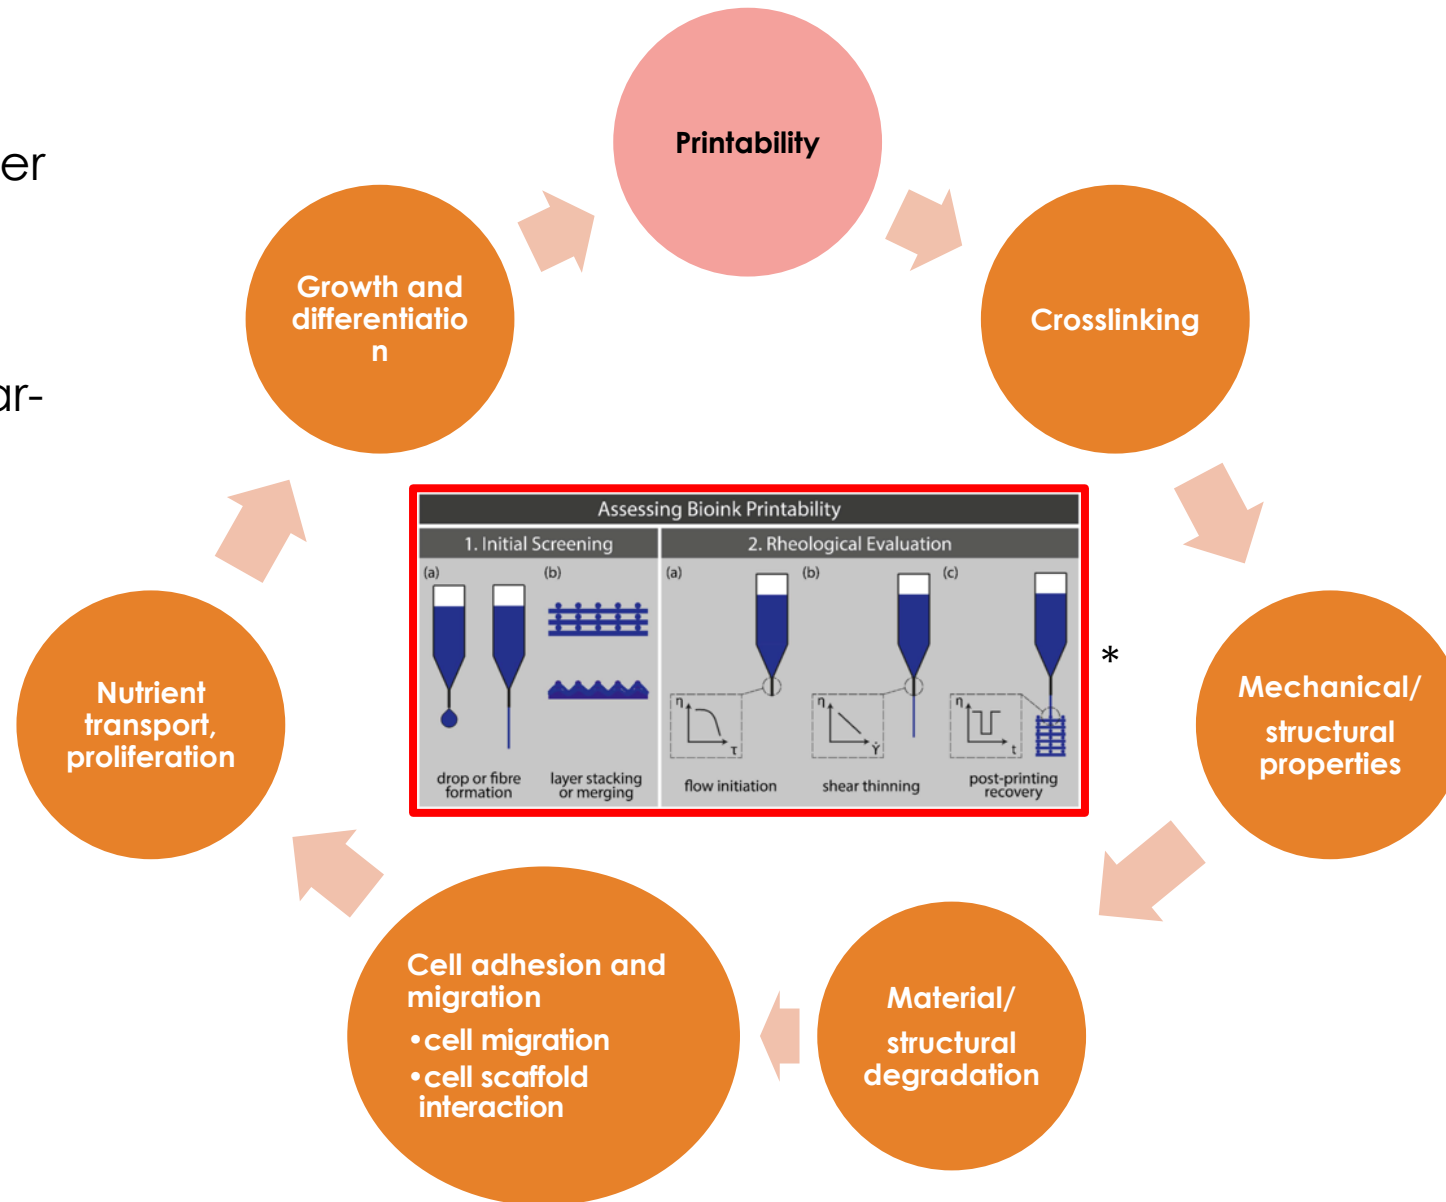 er
ar-
Printability
Crosslinking
Mechanical/
structural
properties
Material/
structural
degradation
Cell adhesion and
migration
•cell migration
•cell scaffold
interaction
Nutrient
transport,
proliferation
Growth and
differentiatio
n
Assessing Bioink Printability
1. Initial Screening
2. Rheological Evaluation
(a)
(b)
(a)
(b)
(c)
η
τ
η
γ̇
η
t
drop or fibre
formation
layer stacking
or merging
flow initiation
shear thinning
post-printing
recovery
*